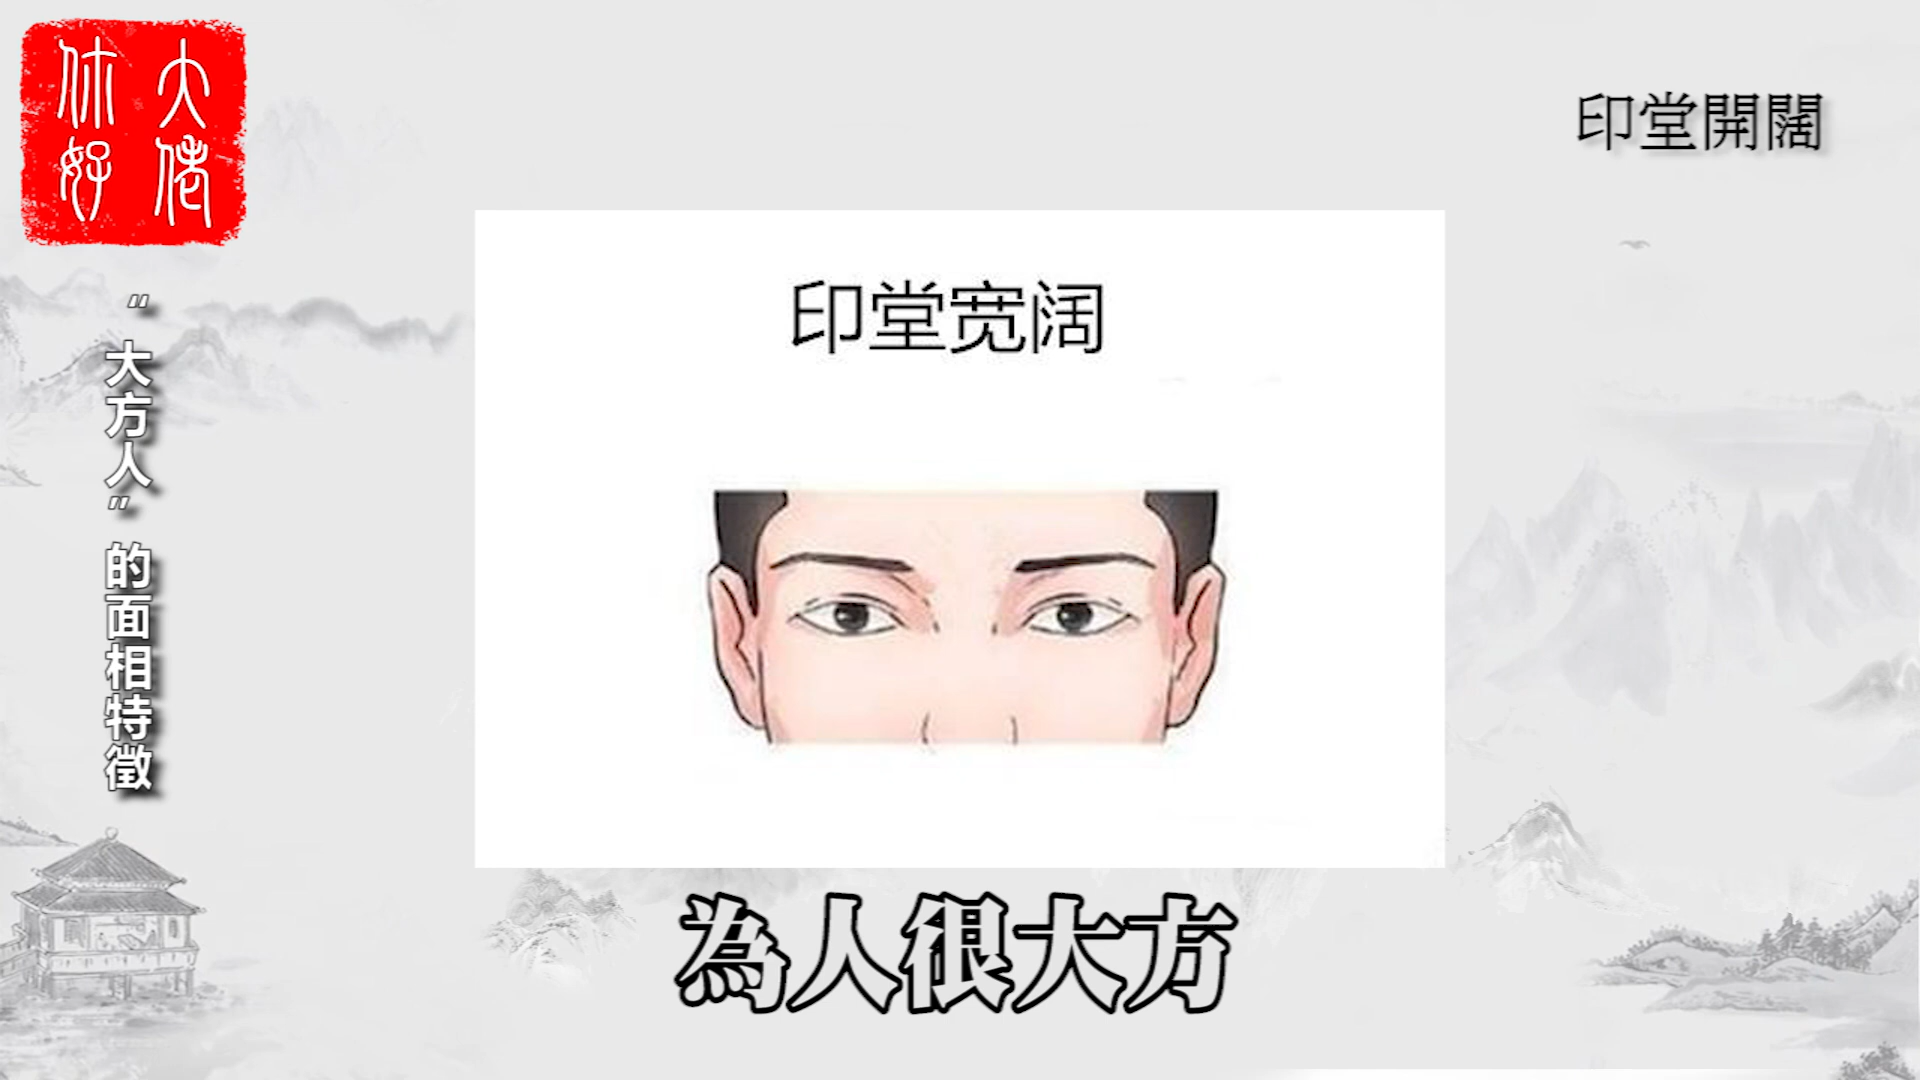 大佬
休好
印堂開闊
“大方人”的面相特徵
印堂宽阔
為人很大方